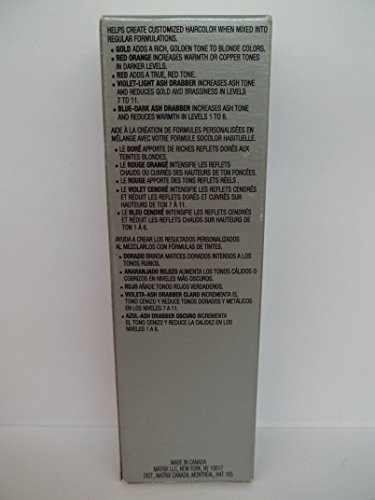 HELPS CREATE CUSTOMIZED HAIRCOLOR WHEN MIXED INTO
REGULAR FORMULATIONS.
• GOLD ADDS A RICH, GOLDEN TONE TO BLONDE COLORS.
• RED ORANGE INCREASES WARMTH OR COPPER TONES
IN DARKER LEVELS.
• RED ADDS A TRUE, RED TONE.
• VIOLET-LIGHT ASH DRABBER INCREASES ASH TONE
AND REDUCES GOLD AND BRASSINESS IN LEVELS
7 TO 11.
• BLUE-DARK ASH DRABBER INCREASES ASH TONE
AND REDUCES WARMTH IN LEVELS 1 TO 6.
AIDE À LA CRÉATION DE FORMULES PERSONALISÉES EN
MÉLANGE AVEC VOTRE FORMULE SOCOLOR HABITUELLE.
• LE DORÉ APPORTE DE RICHES REFLETS DORÉS AUX
TEINTES BLONDES.
• LE ROUGE ORANGÉ INTENSIFIE LES REFLETS
CHAUDS OU CUIVRÉS DES HAUTEURS DE TON FONCÉES.
• LE ROUGE APPORTE DES TONS REFLETS RÉELS
• LE VIOLET CENDRÉ INTENSIFIE LES REFLETS CENDRÉS
ET RÉDUIT LES REFLETS DORÉS ET CUIVRÉS DES
HAUTEURS DE TON 7 À 11.
• LE BLEU CENDRÉ INTENSIFIE LES REFLETS CENDRÉS
ET RÉDUIT LES REFLETS CHAUDS SUR HAUTEURS DE TON
1 À 6.
AYUDA A CREAR LOS RESULTADOS PERSONALIZADOS
AL MEZCLARLOS CON FÓRMULAS DE TINTES.
• DORADO BRINDA MATICES DORADOS INTENSOS A LOS
TONOS RUBIOS.
• ANARANJADO ROJIZO AUMENTA LOS TONOS CÁLIDOS O
COBRIZOS EN NIVELES MÁS OSCUROS.
• ROJO AÑADE TONOS ROJOS VERDADEROS.
• VIOLETA-ASH DRABBER CLARO INCREMENTA EL
TONO CENIZO Y REDUCE TONOS DORADOS Y METÁLICOS
EN LOS NIVELES 7 A 11.
• AZUL-ASH DRABBER OSCURO INCREMENTA
EL TONO CENIZO Y REDUCE LA CALIDEZ EN LOS
NIVELES 1 A 6.
MADE IN CANADA
MATRIX LLC, NEW YORK, NY 10017
DIST., MATRIX CANADA, MONTRÉAL, H4T 1K5